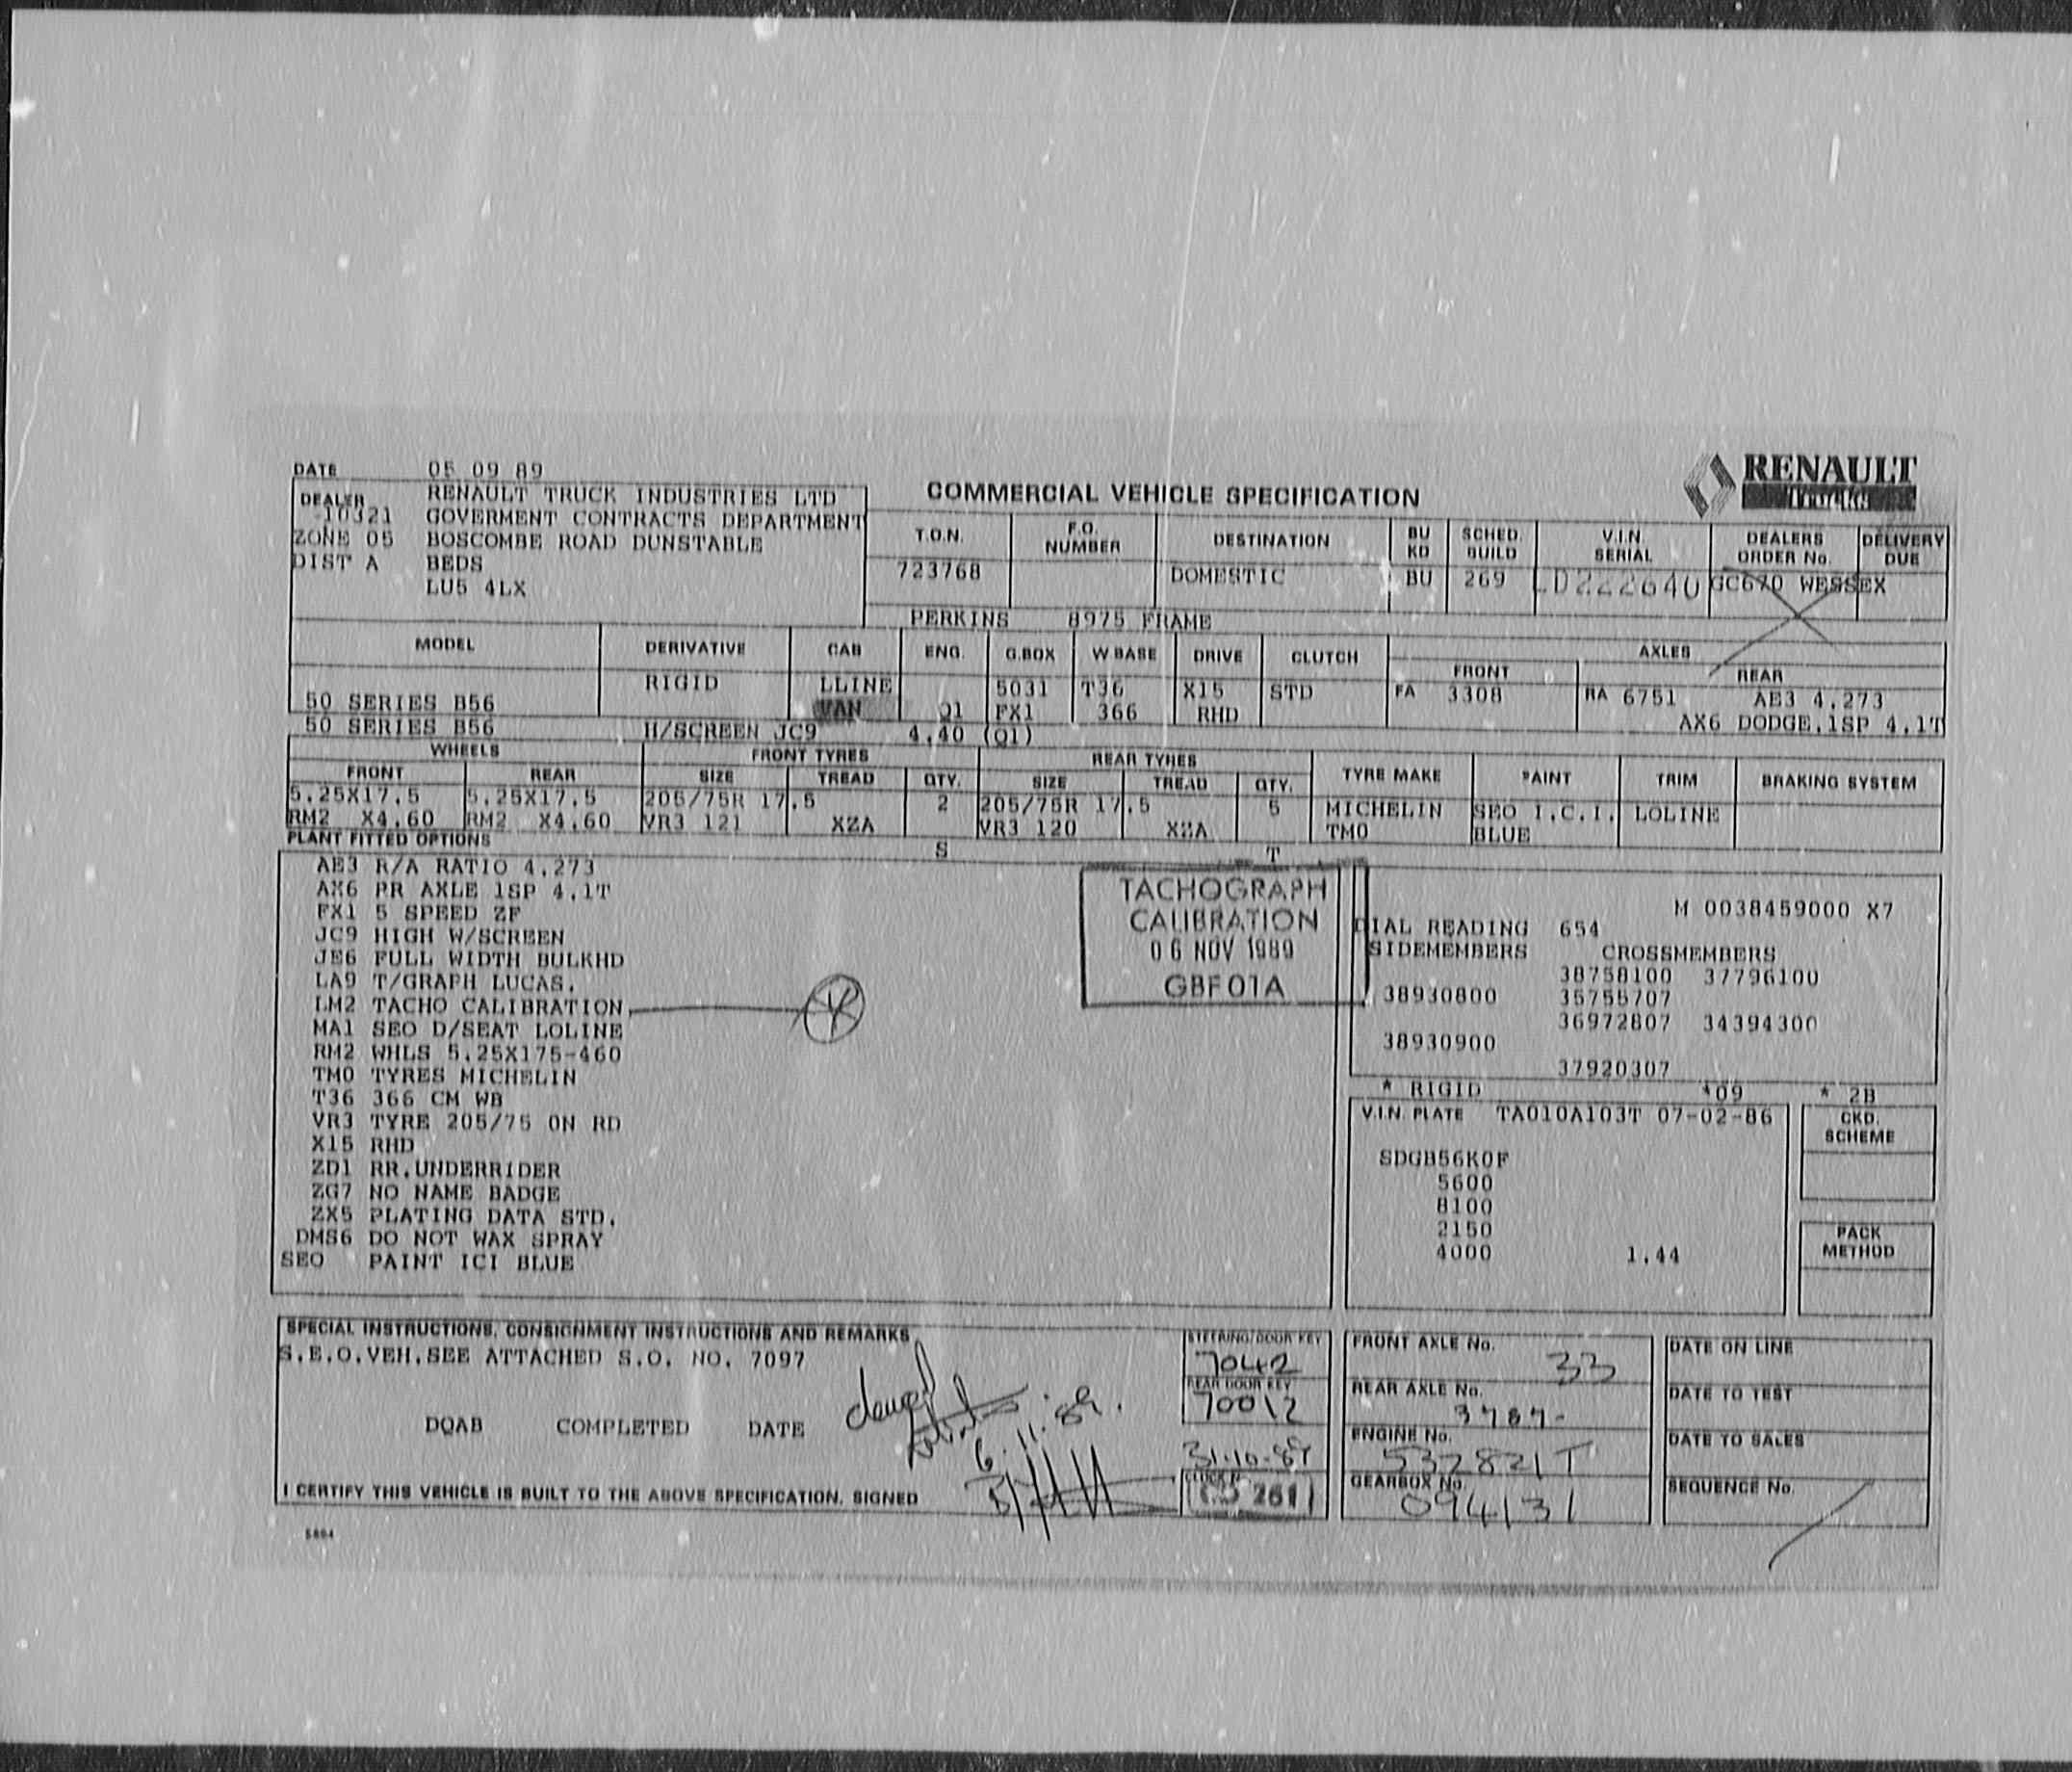 DATE 05 09 89
RENAULT
DEALER RENAULT TRUCK INDUSTRIES LTD
COMMERCIAL VEHICLE SPECIFICATION
10321 GOVERMENT CONTRACTS DEPARTMENT
ZONE 05 BOSCOMBE ROAD DUNSTABLE
DIST A BEDS
LU5 4LX
T.O.N. F.O. NUMBER DESTINATION BU KD SCHED. BUILD V.I.N SERIAL DEALERS ORDER No. DELIVERY DUE
723768 DOMESTIC BU 269 LD222640 GC670 WESSEX
PERKINS 8975 FRAME
MODEL DERIVATIVE CAB ENG. G.BOX W BASE DRIVE CLUTCH AXLES
FRONT REAR
RIGID LLINE 5031 T36 X15 STD FA 3308 RA 6751 AE3 4.273
50 SERIES B56 VAN Q1 FX1 366 RHD AX6 DODGE.1SP 4.1T
50 SERIES B56 H/SCREEN JC9 4.40 (Q1)
WHEELS FRONT TYRES REAR TYRES TYRE MAKE PAINT TRIM BRAKING SYSTEM
FRONT REAR SIZE TREAD QTY. SIZE TREAD QTY.
5.25X17.5 5.25X17.5 205/75R 17.5 2 205/75R 17.5 5 MICHELIN SEO I.C.I. LOLINE
RM2 X4.60 RM2 X4.60 VR3 121 XZA VR3 120 XZA TMO BLUE
PLANT FITTED OPTIONS S T
AE3 R/A RATIO 4.273
AX6 PR AXLE 1SP 4.1T
FX1 5 SPEED ZF
JC9 HIGH W/SCREEN
JE6 FULL WIDTH BULKHD
LA9 T/GRAPH LUCAS.
LM2 TACHO CALIBRATION
MA1 SEO D/SEAT LOLINE
RM2 WHLS 5.25X175-460
TMO TYRES MICHELIN
T36 366 CM WB
VR3 TYRE 205/75 ON RD
X15 RHD
ZD1 RR.UNDERRIDER
ZG7 NO NAME BADGE
ZX5 PLATING DATA STD.
DMS6 DO NOT WAX SPRAY
SEO PAINT ICI BLUE
TACHOGRAPH
CALIBRATION
06 NOV 1989
GBF01A
M 0038459000 X7
DIAL READING 654
SIDEMEMBERS CROSSMEMBERS
38758100 37796100
38930800 35755707
36972807 34394300
38930900
37920307
* RIGID *09 * 2B
V.I.N. PLATE TA010A103T 07-02-86
SDGB56K0F
5600
8100
2150
4000 1.44
CKD. SCHEME
PACK METHOD
SPECIAL INSTRUCTIONS, CONSIGNMENT INSTRUCTIONS AND REMARKS
S.E.O.VEH.SEE ATTACHED S.O. NO. 7097
DQAB COMPLETED DATE
6.11.89.
I CERTIFY THIS VEHICLE IS BUILT TO THE ABOVE SPECIFICATION. SIGNED
STEERING/DOOR KEY
7042
REAR DOOR KEY
70012
31-10-89
CLOCK N
261
FRONT AXLE No. 33
REAR AXLE No. 3787-
ENGINE No. 532821T
GEARBOX No. 094131
DATE ON LINE
DATE TO TEST
DATE TO SALES
SEQUENCE No.
5894